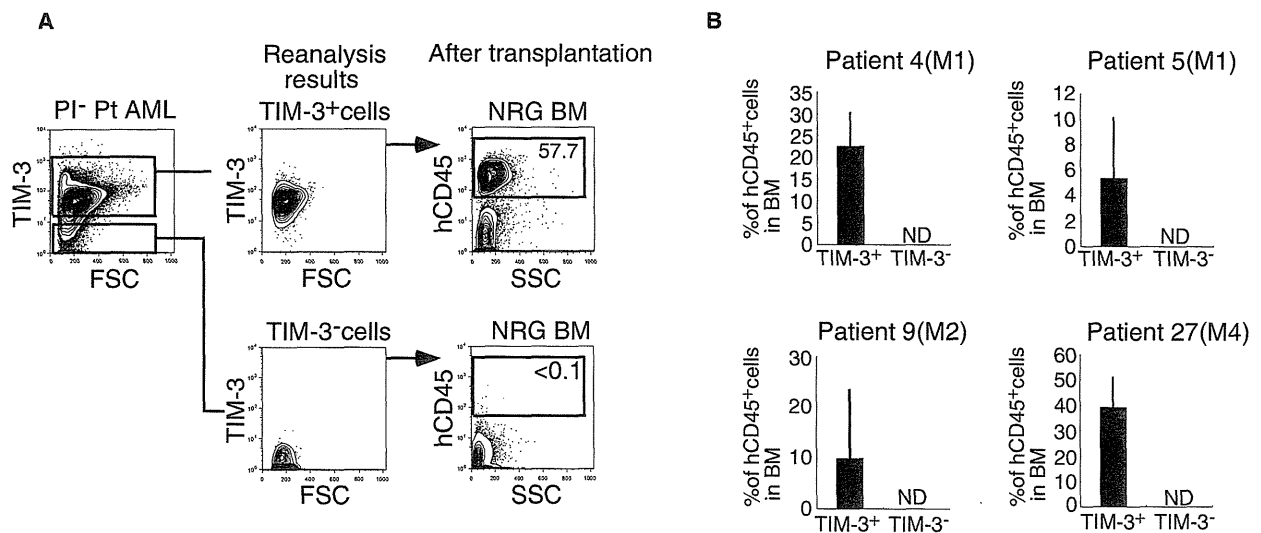 A
Reanalysis
results
After transplantation
PI- Pt AML
TIM-3+cells
NRG BM
TIM-3
FSC
TIM-3
FSC
hCD45
57.7
SSC
TIM-3-cells
NRG BM
TIM-3
FSC
hCD45
<0.1
SSC
B
Patient 4(M1)
%of hCD45+cells
in BM
35
30
25
20
15
10
5
0
ND
TIM-3+ TIM-3-
Patient 5(M1)
%of hCD45+cells
in BM
12
10
8
6
4
2
0
ND
TIM-3+ TIM-3-
Patient 9(M2)
%of hCD45+cells
in BM
30
20
10
0
ND
TIM-3+ TIM-3-
Patient 27(M4)
%of hCD45+cells
in BM
60
50
40
30
20
10
0
ND
TIM-3+ TIM-3-